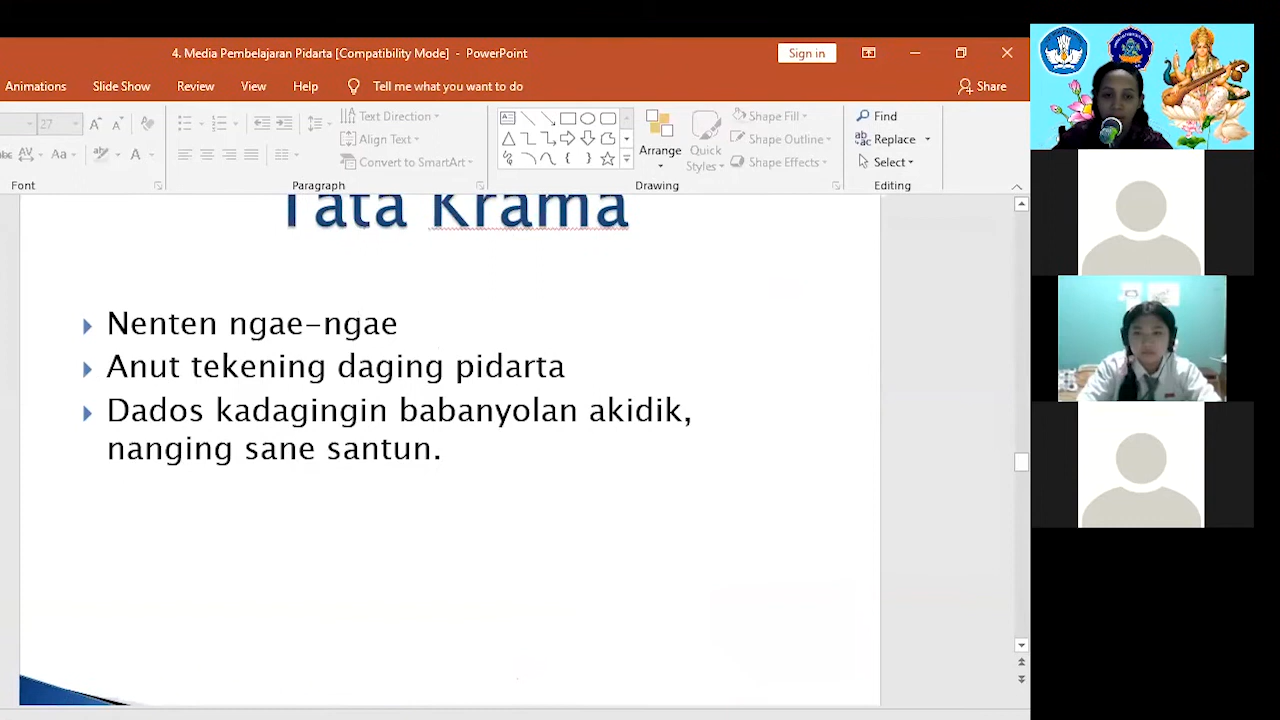 4. Media Pembelajaran Pidarta [Compatibility Mode] - PowerPoint
Sign in
Animations Slide Show Review View Help Tell me what you want to do Share
27 Text Direction Shape Fill Find
Align Text Shape Outline Replace
Aa A Convert to SmartArt Arrange Quick Styles Shape Effects Select
Font Paragraph Drawing Editing
Tata Krama
Nenten ngae-ngae
Anut tekening daging pidarta
Dados kadagingin babanyolan akidik,
nanging sane santun.